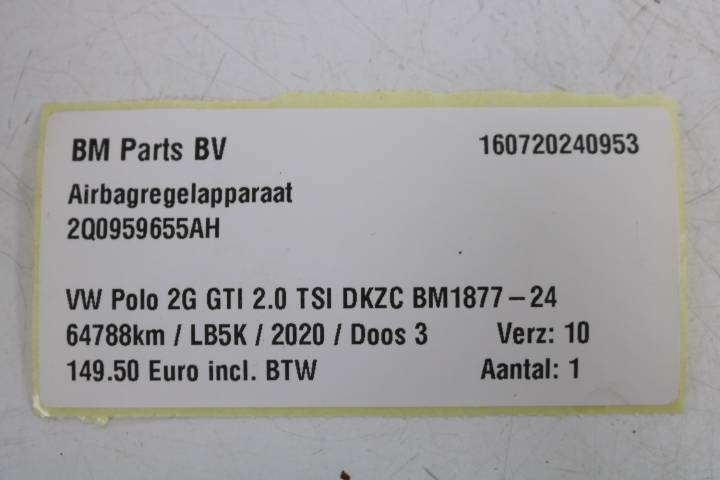 BM Parts BV 160720240953
Airbagregelapparaat
2Q0959655AH
VW Polo 2G GTI 2.0 TSI DKZC BM1877-24
64788km / LB5K / 2020 / Doos 3 Verz: 10
149.50 Euro incl. BTW Aantal: 1